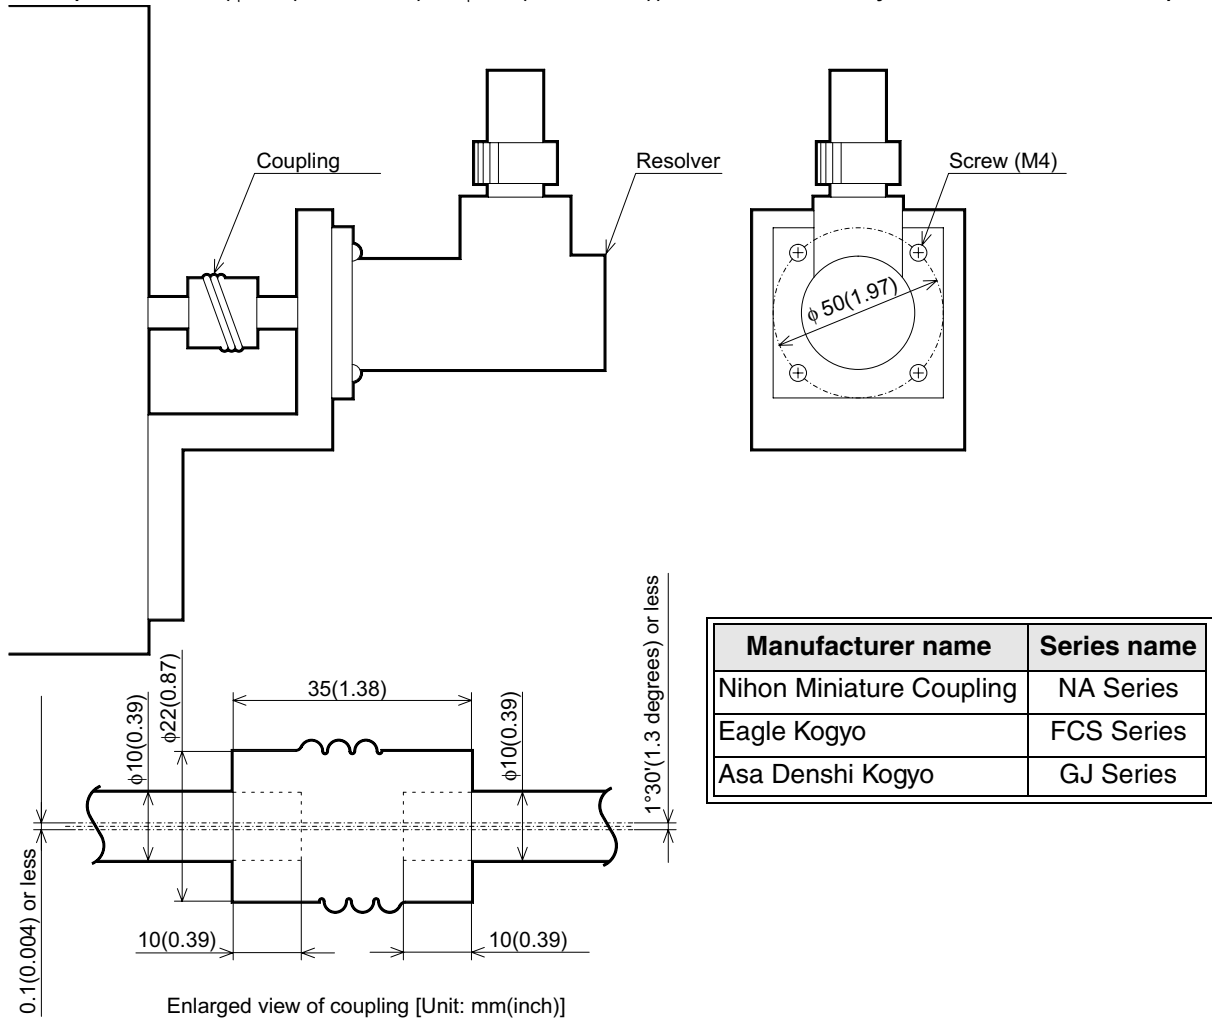 Coupling
Resolver
Screw (M4)
ϕ 50(1.97)
1°30'(1.3 degrees) or less
Manufacturer name Series name
Nihon Miniature Coupling NA Series
Eagle Kogyo FCS Series
Asa Denshi Kogyo GJ Series
35(1.38)
ϕ10(0.39)
ϕ22(0.87)
ϕ10(0.39)
0.1(0.004) or less
10(0.39)
10(0.39)
Enlarged view of coupling [Unit: mm(inch)]